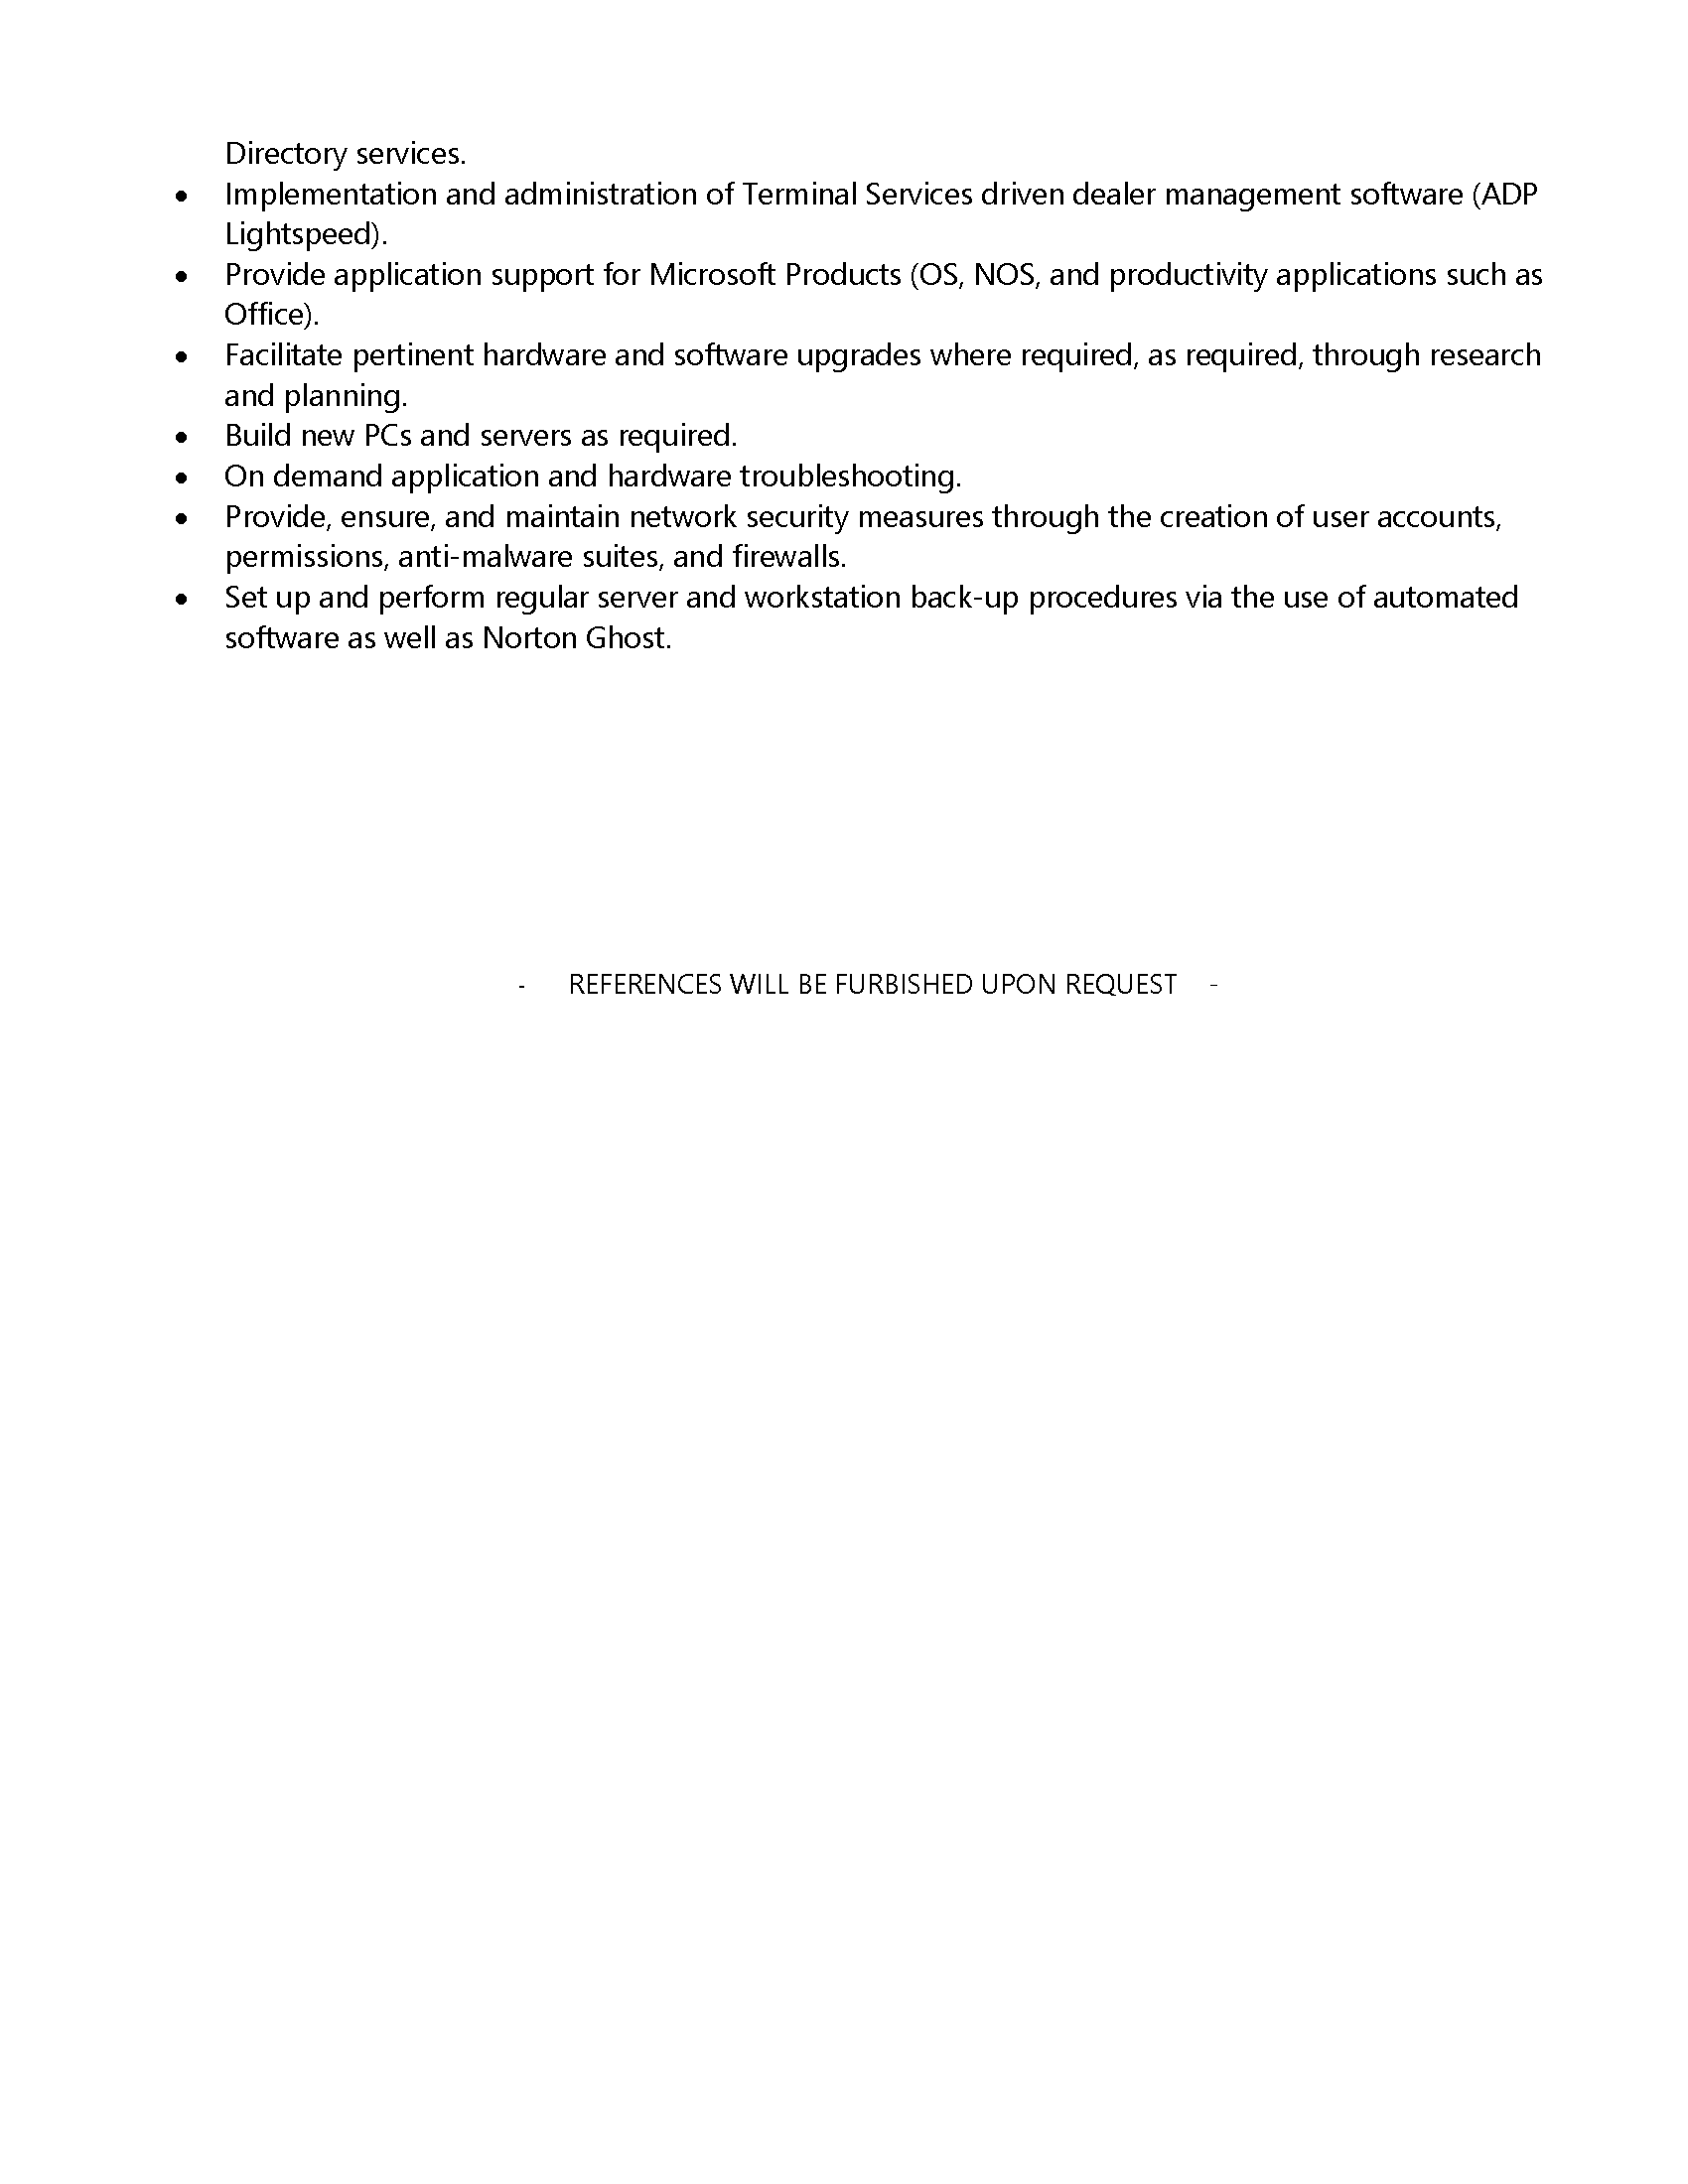 Directory services.
• Implementation and administration of Terminal Services driven dealer management software (ADP
Lightspeed).
• Provide application support for Microsoft Products (OS, NOS, and productivity applications such as
Office).
• Facilitate pertinent hardware and software upgrades where required, as required, through research
and planning.
• Build new PCs and servers as required.
• On demand application and hardware troubleshooting.
• Provide, ensure, and maintain network security measures through the creation of user accounts,
permissions, anti-malware suites, and firewalls.
• Set up and perform regular server and workstation back-up procedures via the use of automated
software as well as Norton Ghost.
- REFERENCES WILL BE FURBISHED UPON REQUEST -